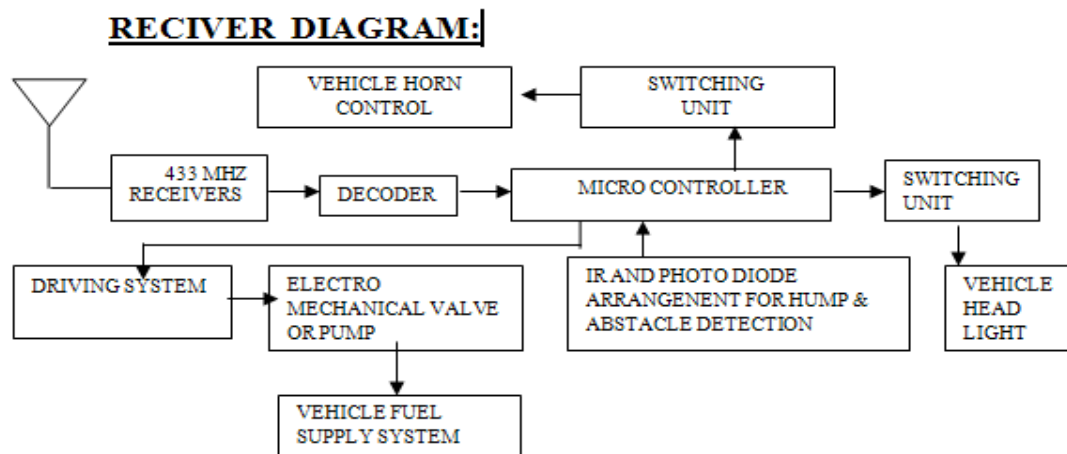 RECIVER DIAGRAM:
VEHICLE HORN
CONTROL
SWITCHING
UNIT
433 MHZ
RECEIVERS
DECODER
MICRO CONTROLLER
SWITCHING
UNIT
DRIVING SYSTEM
ELECTRO
MECHANICAL VALVE
OR PUMP
IR AND PHOTO DIODE
ARRANGENENT FOR HUMP &
ABSTACLE DETECTION
VEHICLE
HEAD
LIGHT
VEHICLE FUEL
SUPPLY SYSTEM